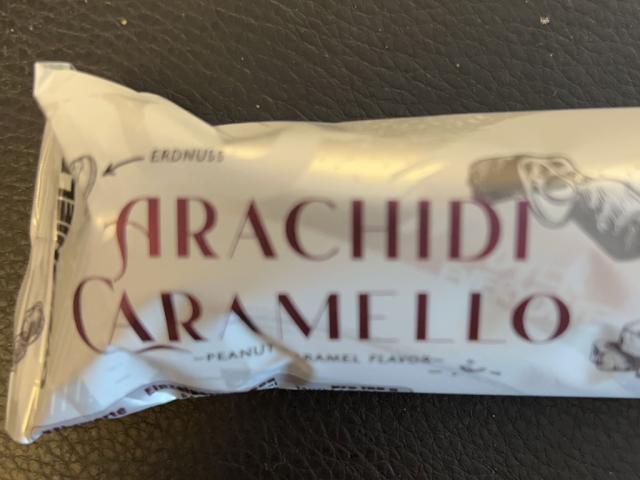 ERDNUSS
ARACHIDI
CARAMELLO
–PEANUT CARAMEL FLAVOR–